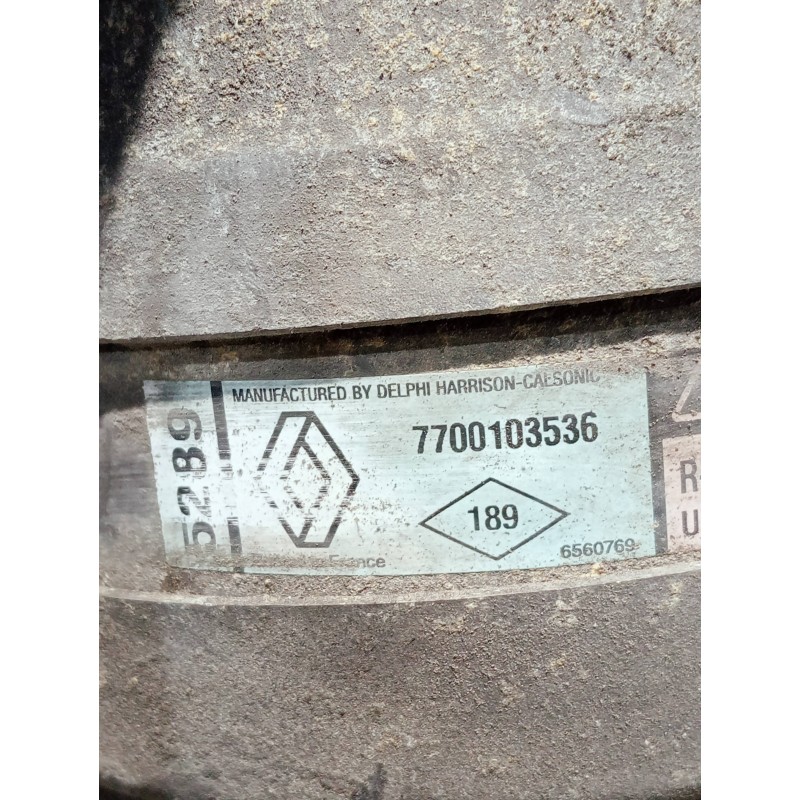 MANUFACTURED BY DELPHI HARRISON-CALSONIC
5289
7700103536
189
6560769
France
R
U